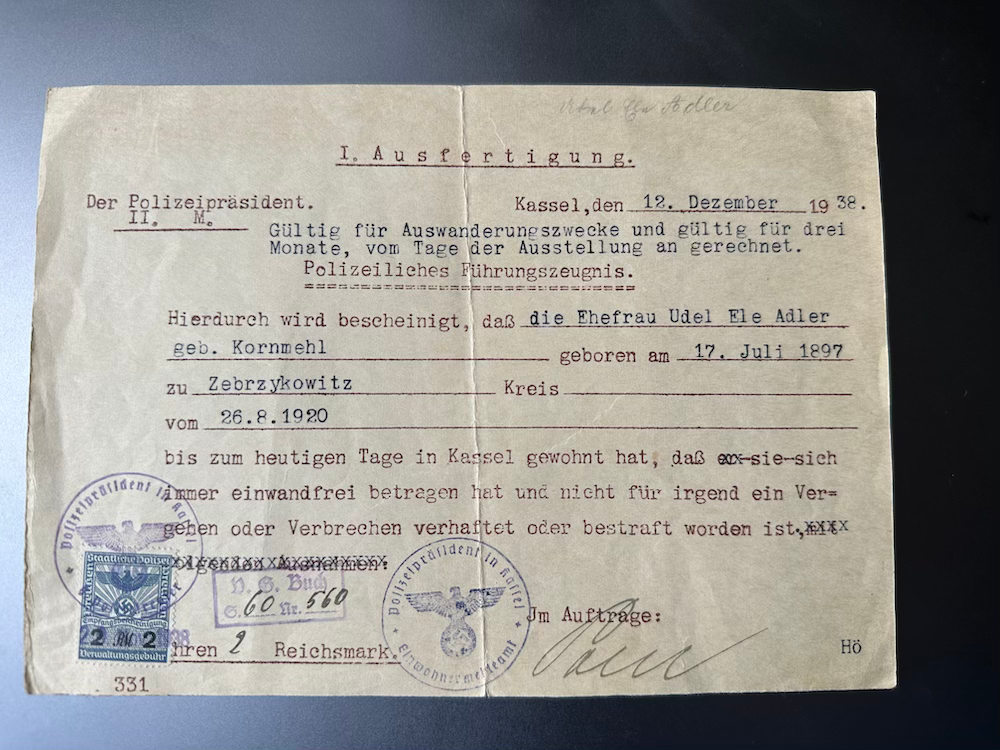 Adler
I. Ausfertigung.
Der Polizeipräsident. Kassel, den 12. Dezember 1938.
II. M.
Gültig für Auswanderungszwecke und gültig für drei
Monate, vom Tage der Ausstellung an gerechnet.
Polizeiliches Führungszeugnis.
Hierdurch wird bescheinigt, daß die Ehefrau Udel Ele Adler
geb. Kornmehl geboren am 17. Juli 1897
zu Zebrzykowitz Kreis
vom 26.8.1920
bis zum heutigen Tage in Kassel gewohnt hat, daß sie sich
immer einwandfrei betragen hat und nicht für irgend ein Ver=
gehen oder Verbrechen verhaftet oder bestraft worden ist.
Polizeipräsident in Kassel
Staatliche Polizei
2 2
Verwaltungsgebühr
V. G. Buch
S. 60 Nr. 560
Polizeipräsident in Kassel
Einwohnermeldeamt
Jm Auftrage:
hren 2 Reichsmark.
Hö
331